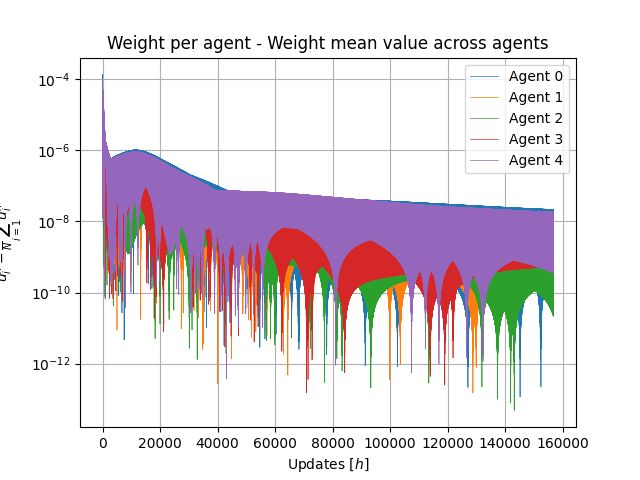 Weight per agent - Weight mean value across agents
Agent 0
Agent 1
Agent 2
Agent 3
Agent 4
10⁻⁴
10⁻⁶
10⁻⁸
10⁻¹⁰
10⁻¹²
0 20000 40000 60000 80000 100000 120000 140000 160000
Updates [h]